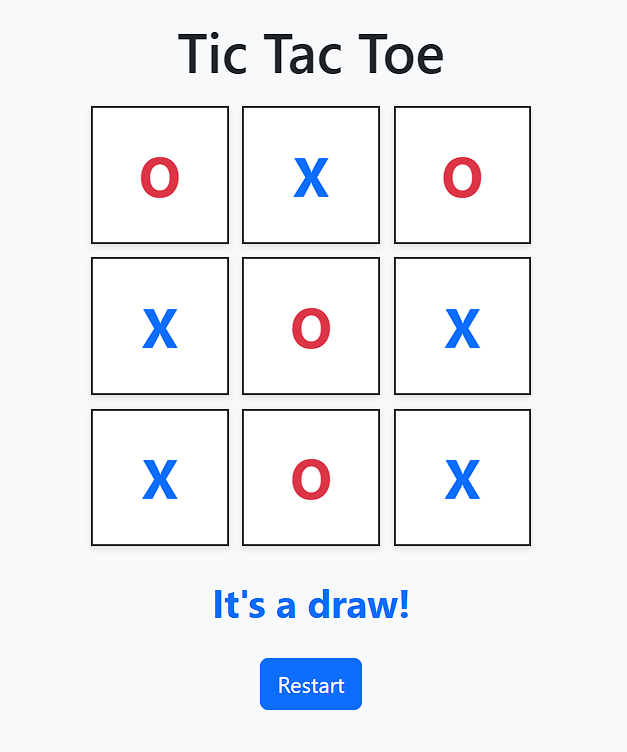 Tic Tac Toe
O X O
X O X
X O X
It's a draw!
Restart